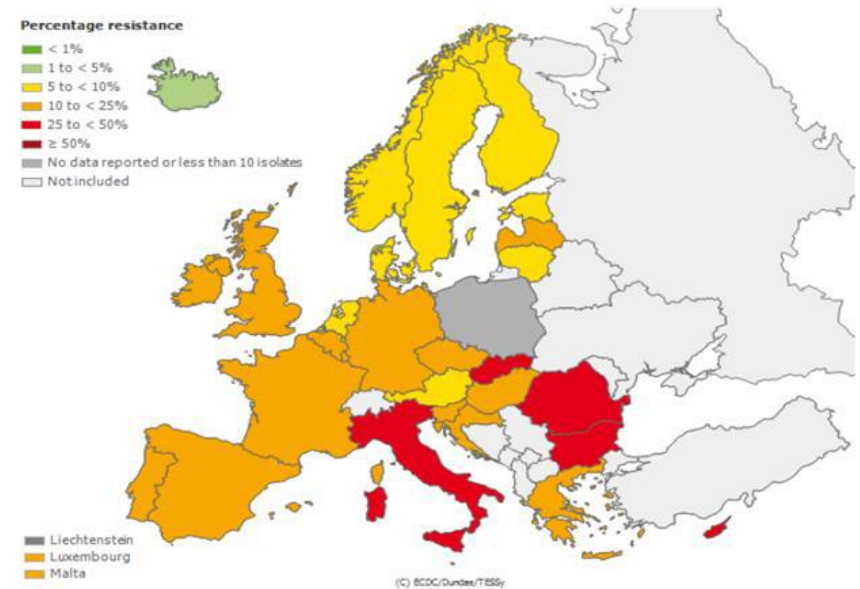 Percentage resistance
< 1%
1 to < 5%
5 to < 10%
10 to < 25%
25 to < 50%
≥ 50%
No data reported or less than 10 isolates
Not included
Liechtenstein
Luxembourg
Malta
(C) ECDC/Dundas/TESSy